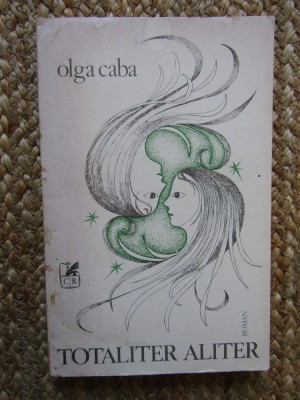 olga caba
CR
ROMAN
TOTALITER ALITER